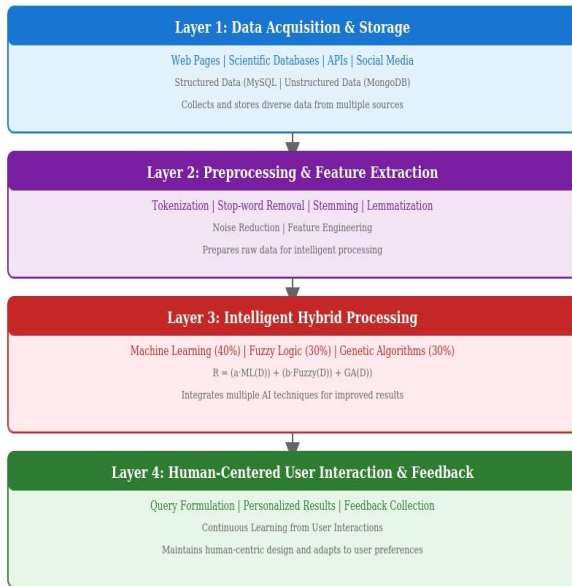 Layer 1: Data Acquisition & Storage
Web Pages | Scientific Databases | APIs | Social Media
Structured Data (MySQL | Unstructured Data (MongoDB)
Collects and stores diverse data from multiple sources
Layer 2: Preprocessing & Feature Extraction
Tokenization | Stop-word Removal | Stemming | Lemmatization
Noise Reduction | Feature Engineering
Prepares raw data for intelligent processing
Layer 3: Intelligent Hybrid Processing
Machine Learning (40%) | Fuzzy Logic (30%) | Genetic Algorithms (30%)
R = (a·ML(D)) + (b·Fuzzy(D)) + GA(D))
Integrates multiple AI techniques for improved results
Layer 4: Human-Centered User Interaction & Feedback
Query Formulation | Personalized Results | Feedback Collection
Continuous Learning from User Interactions
Maintains human-centric design and adapts to user preferences